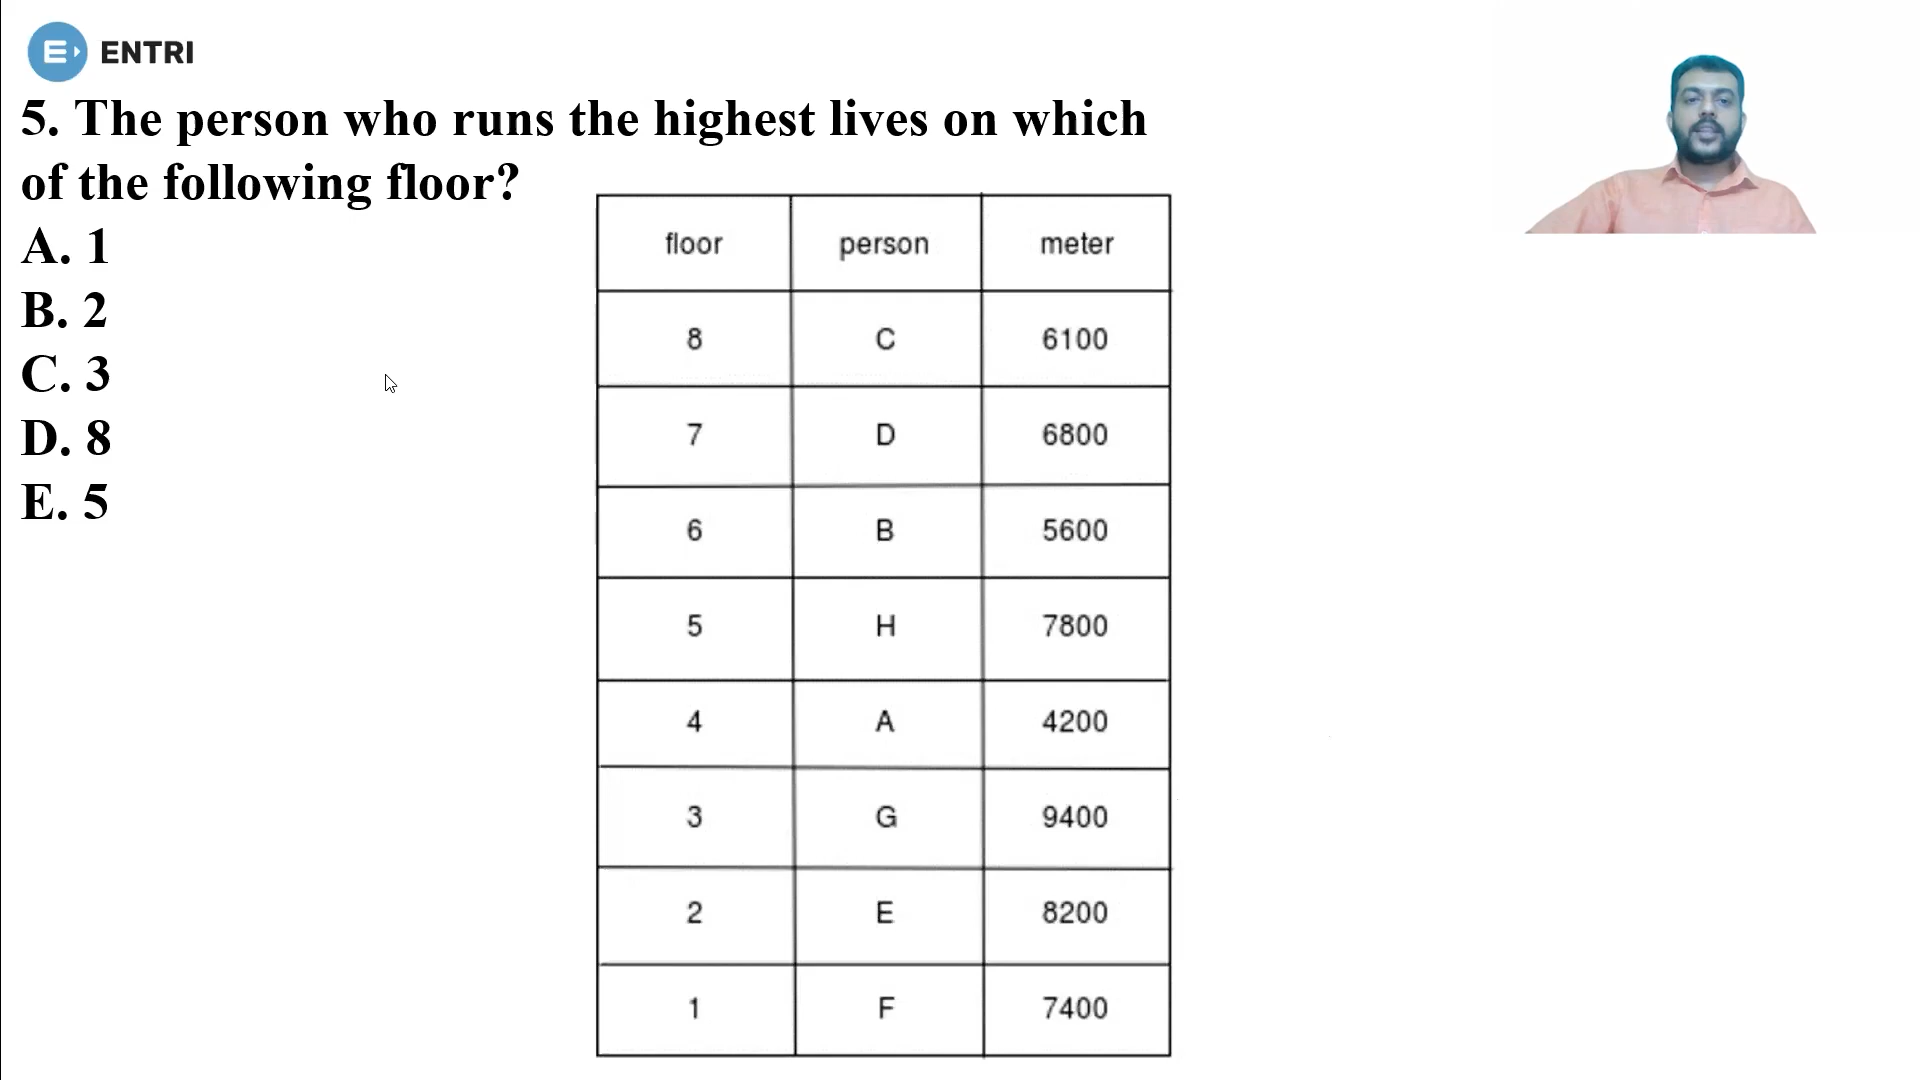 E ENTRI
5. The person who runs the highest lives on which
of the following floor?
A. 1
B. 2
C. 3
D. 8
E. 5
floor person meter
8 C 6100
7 D 6800
6 B 5600
5 H 7800
4 A 4200
3 G 9400
2 E 8200
1 F 7400